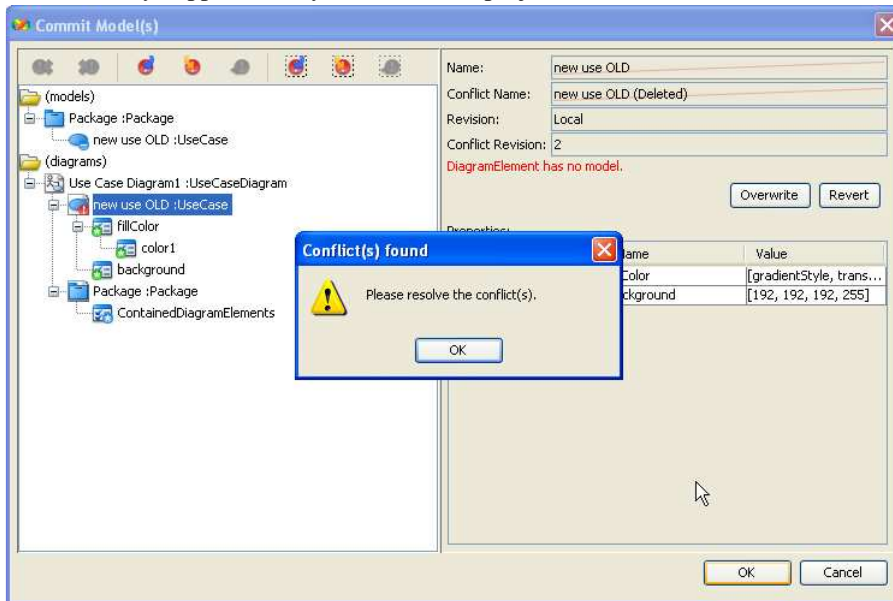 Commit Model(s)
(models)
Package :Package
new use OLD :UseCase
(diagrams)
Use Case Diagram1 :UseCaseDiagram
new use OLD :UseCase
fillColor
color1
background
Package :Package
ContainedDiagramElements
Name: new use OLD
Conflict Name: new use OLD (Deleted)
Revision: Local
Conflict Revision: 2
DiagramElement has no model.
Overwrite Revert
Value
[gradientStyle, trans...
[192, 192, 192, 255]
Conflict(s) found
Please resolve the conflict(s).
OK
OK Cancel